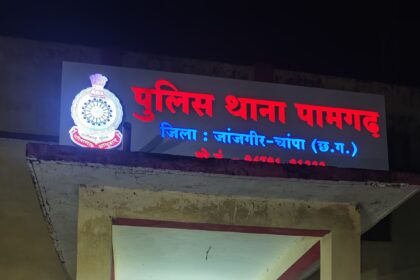 पुलिस थाना पामगढ़
जिला : जांजगीर-चांपा (छ.ग.)